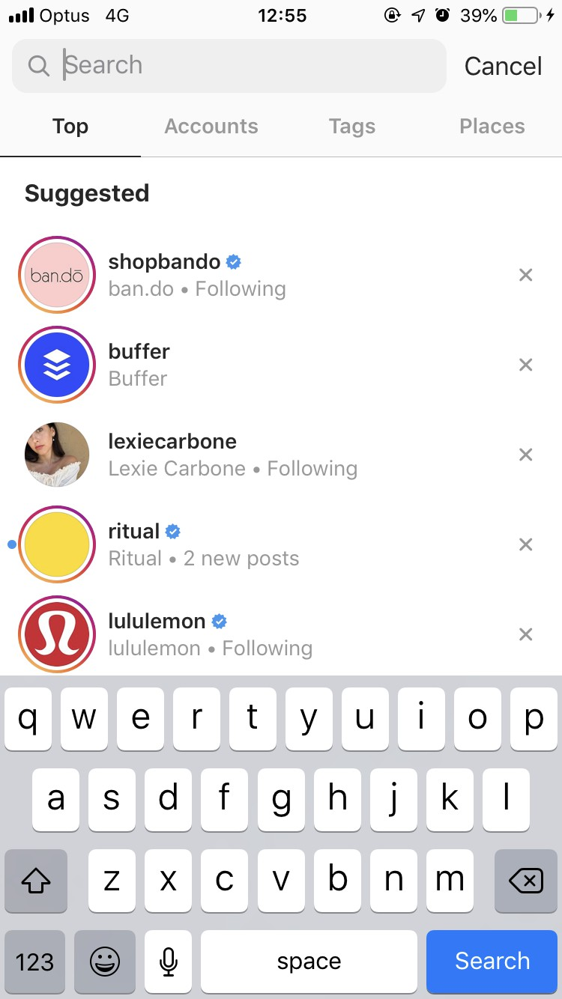 Optus 4G 12:55 39%
Search Cancel
Top Accounts Tags Places
Suggested
ban.dō
shopbando
ban.do • Following
buffer
Buffer
lexiecarbone
Lexie Carbone • Following
ritual
Ritual • 2 new posts
lululemon
lululemon • Following
q w e r t y u i o p
a s d f g h j k l
z x c v b n m
123 space Search